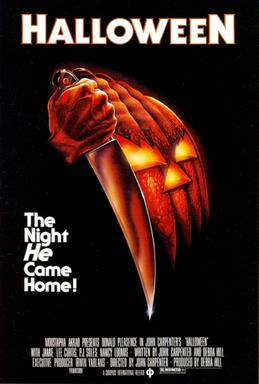 HALLOWEEN
The
Night
He
Came
Home!
MOUSTAPHA AKKAD PRESENTS DONALD PLEASENCE IN JOHN CARPENTER'S "HALLOWEEN"
WITH JAMIE LEE CURTIS, P.J. SOLES, NANCY LOOMIS · WRITTEN BY JOHN CARPENTER AND DEBRA HILL
EXECUTIVE PRODUCER IRWIN YABLANS · DIRECTED BY JOHN CARPENTER · PRODUCED BY DEBRA HILL
PANAVISION A COMPASS INTERNATIONAL RELEASE R RESTRICTED